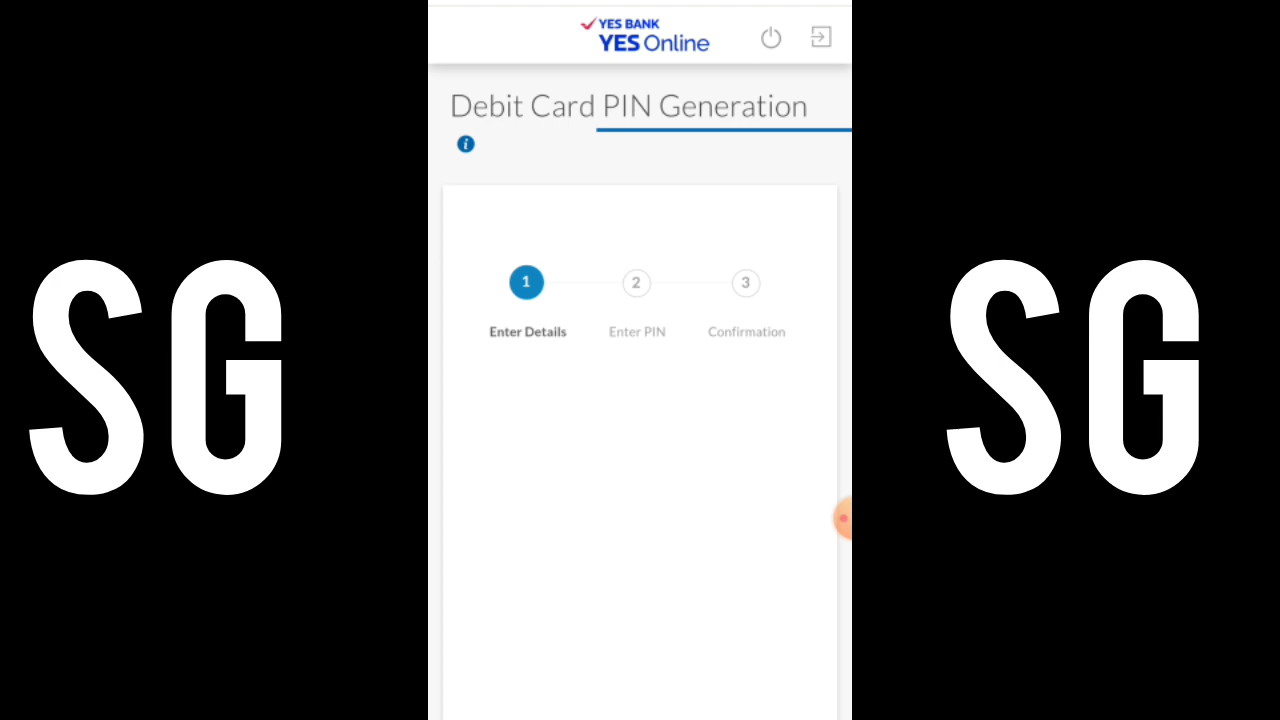 YES BANK
YES Online
Debit Card PIN Generation
i
1
2
3
Enter Details
Enter PIN
Confirmation
SG
SG